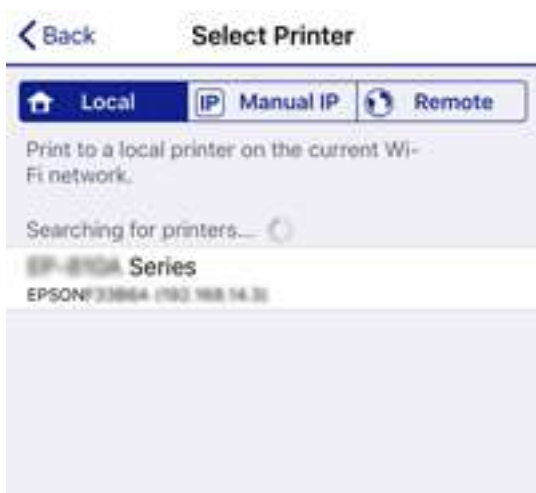 Back
Select Printer
Local
IP Manual IP
Remote
Print to a local printer on the current Wi-
Fi network.
Searching for printers...
Series
EPSON